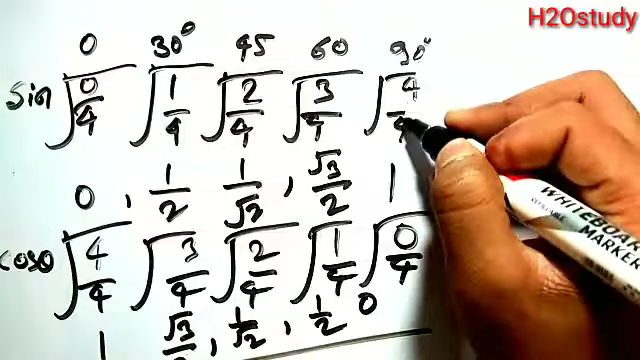 H2Ostudy
0 30° 45 60 90°
Sin √0/4 √1/4 √2/4 √3/4 √4/4
0, 1/2 1/√2, √3/2 1
cosθ √4/4 √3/4 √2/4 √1/4 √0/4
1 √3/2, 1/√2, 1/2 0
WHITEBOARD
MARKER